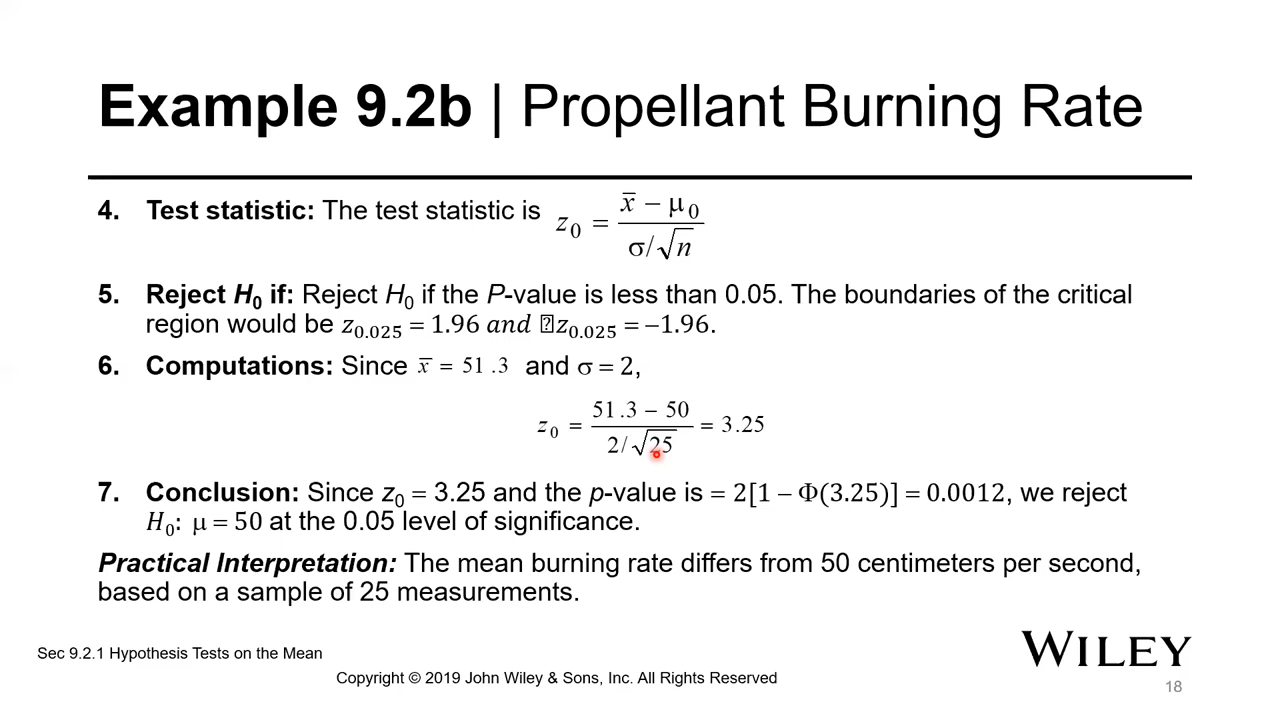 Example 9.2b | Propellant Burning Rate
4. Test statistic: The test statistic is z₀ = (x̄ − μ₀) / (σ/√n)
5. Reject H₀ if: Reject H₀ if the P-value is less than 0.05. The boundaries of the critical
region would be z₀.₀₂₅ = 1.96 and ⍰z₀.₀₂₅ = −1.96.
6. Computations: Since x̄ = 51.3 and σ = 2,
z₀ = (51.3 − 50) / (2/√25) = 3.25
7. Conclusion: Since z₀ = 3.25 and the p-value is = 2[1 − Φ(3.25)] = 0.0012, we reject
H₀: μ = 50 at the 0.05 level of significance.
Practical Interpretation: The mean burning rate differs from 50 centimeters per second,
based on a sample of 25 measurements.
Sec 9.2.1 Hypothesis Tests on the Mean
WILEY
Copyright © 2019 John Wiley & Sons, Inc. All Rights Reserved
18